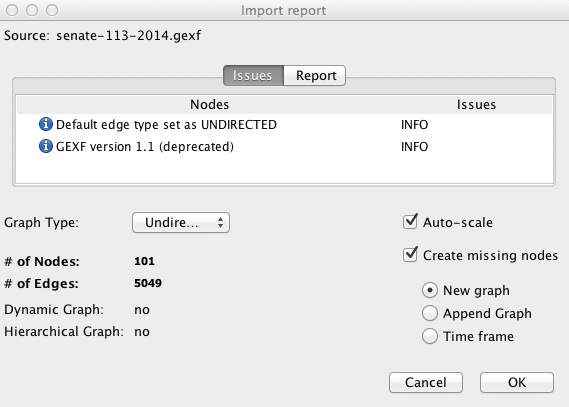 Import report
Source: senate-113-2014.gexf
Issues Report
Nodes Issues
Default edge type set as UNDIRECTED INFO
GEXF version 1.1 (deprecated) INFO
Graph Type: Undire... Auto-scale
Create missing nodes
# of Nodes: 101
# of Edges: 5049
New graph
Dynamic Graph: no
Append Graph
Hierarchical Graph: no
Time frame
Cancel OK